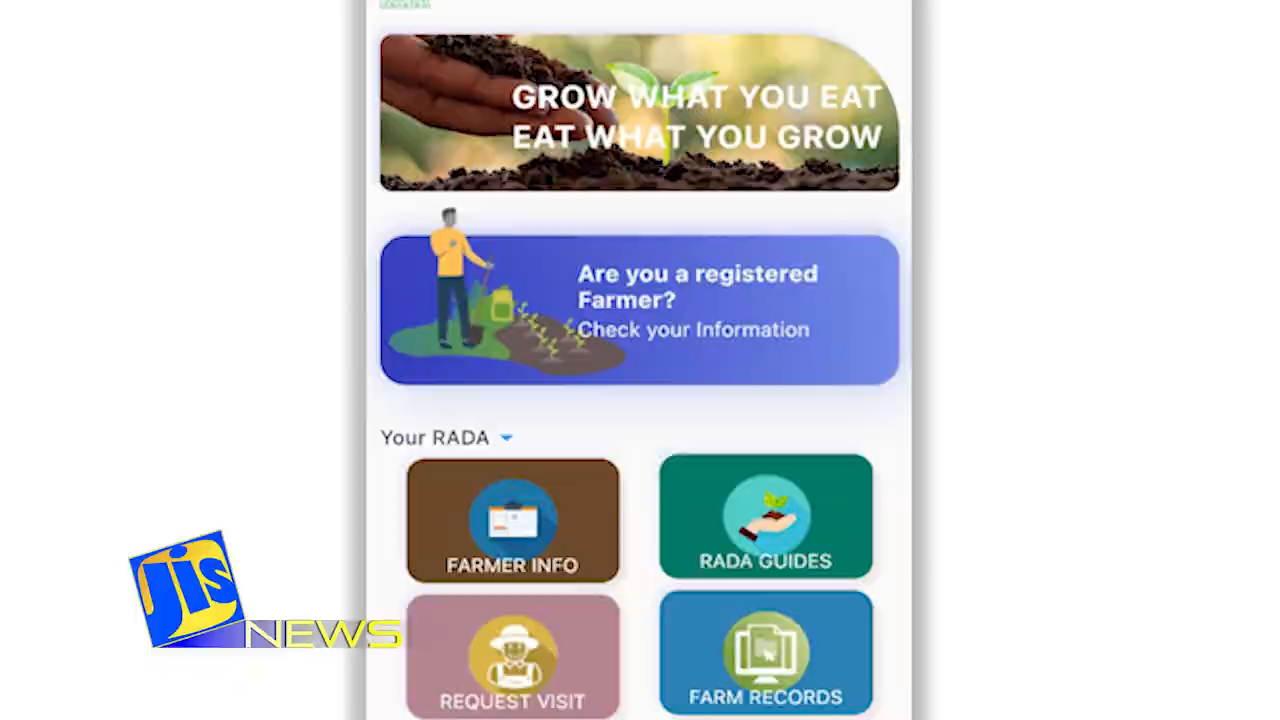 GROW WHAT YOU EAT
EAT WHAT YOU GROW
Are you a registered
Farmer?
Check your Information
Your RADA
FARMER INFO
RADA GUIDES
REQUEST VISIT
FARM RECORDS
JIS
NEWS